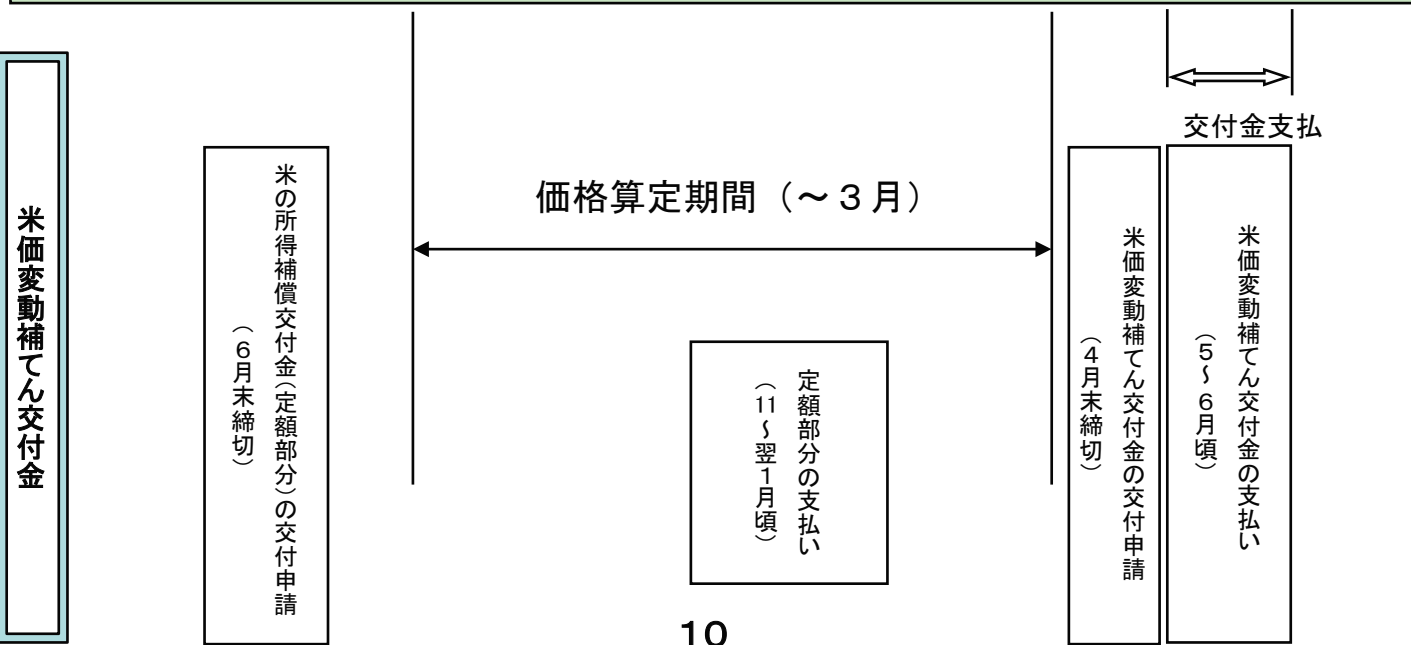 米価変動補てん交付金
米の所得補償交付金（定額部分）の交付申請
（６月末締切）
価格算定期間（～３月）
定額部分の支払い
（11～翌１月頃）
米価変動補てん交付金の交付申請
（４月末締切）
交付金支払
米価変動補てん交付金の支払い
（５～６月頃）
10